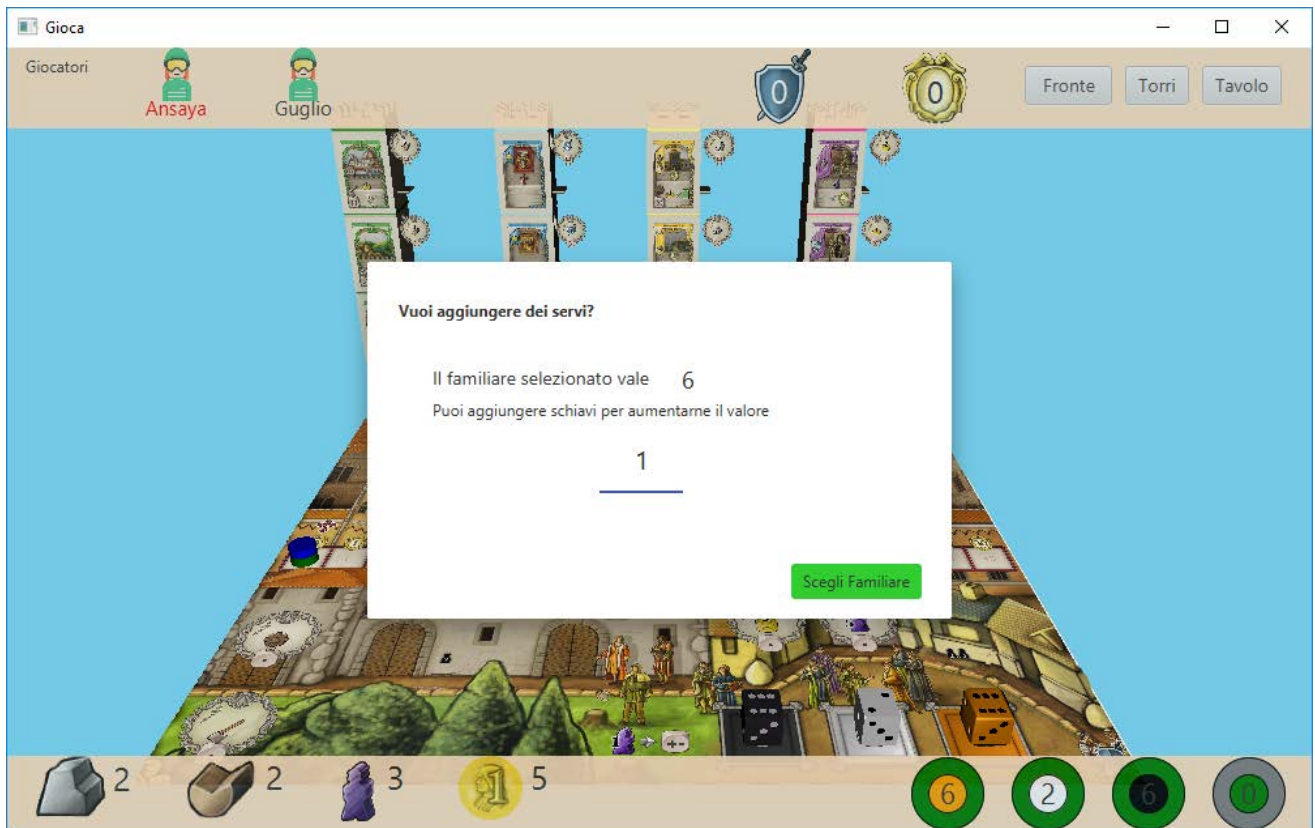 Gioca
Giocatori
Ansaya
Guglio
0
0
Fronte
Torri
Tavolo
Vuoi aggiungere dei servi?
Il familiare selezionato vale 6
Puoi aggiungere schiavi per aumentarne il valore
1
Scegli Familiare
2
2
3
1
5
6
2
6
0